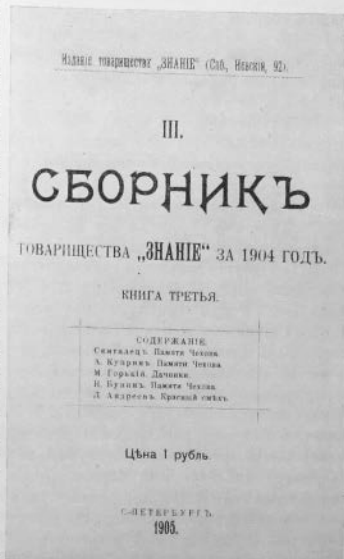 Изданіе товарищества „ЗНАНІЕ“ (Спб., Невскій, 92).
III.
СБОРНИКЪ
ТОВАРИЩЕСТВА „ЗНАНІЕ“ ЗА 1904 ГОДЪ.
КНИГА ТРЕТЬЯ.
СОДЕРЖАНІЕ.
Скиталецъ. Памяти Чехова.
А. Купринъ. Памяти Чехова.
М. Горькій. Дачники.
И. Бунинъ. Памяти Чехова.
Л. Андреевъ. Красный смѣхъ.
Цѣна 1 рубль.
С.-ПЕТЕРБУРГЪ.
1905.